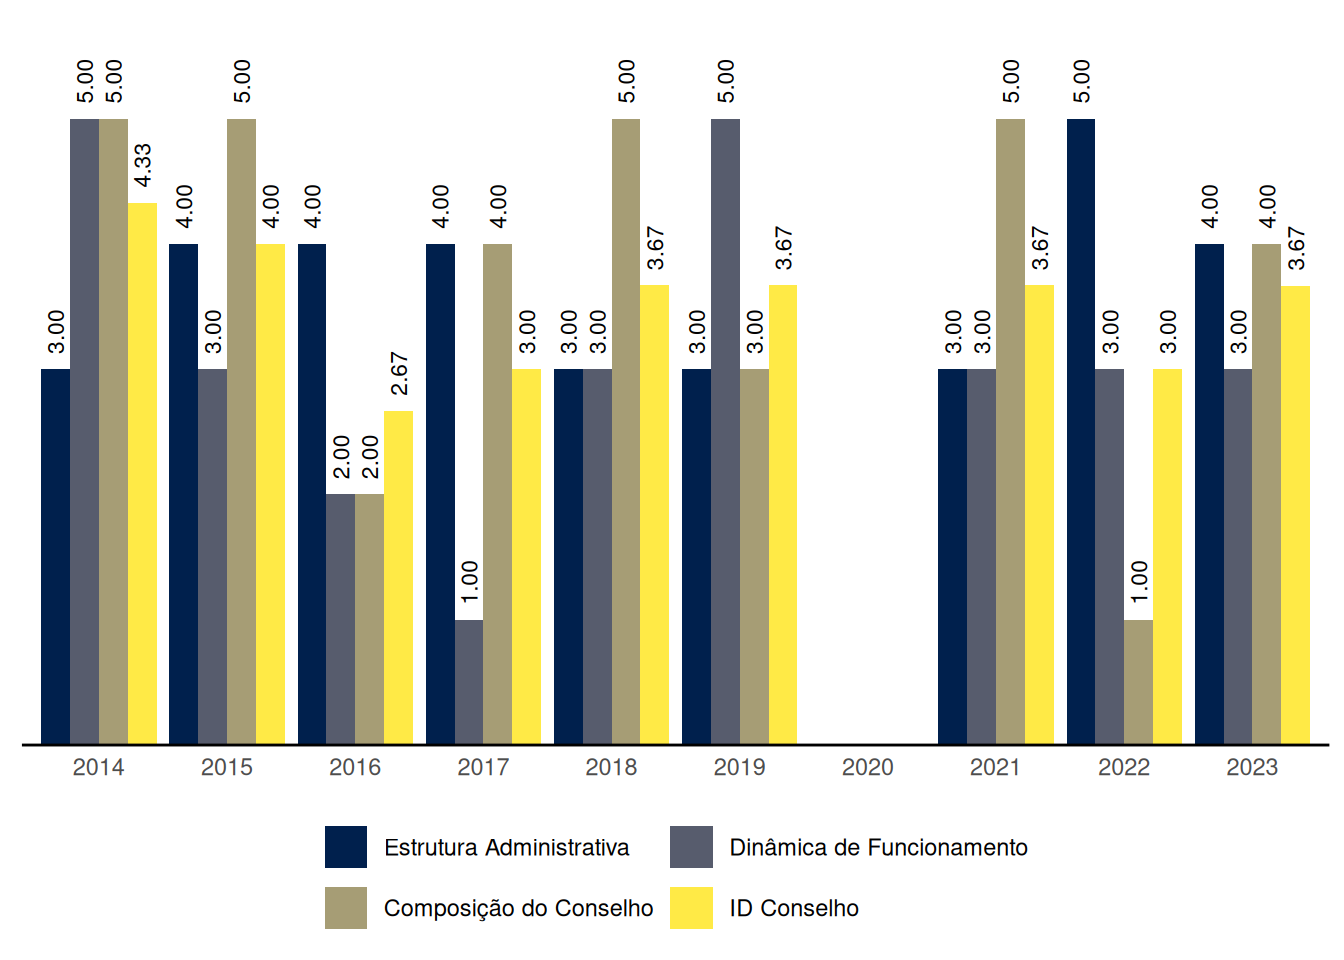 3.00 5.00 5.00 4.33 4.00 3.00 5.00 4.00 4.00 2.00 2.00 2.67 4.00 1.00 4.00 3.00 3.00 3.00 5.00 3.67 3.00 5.00 3.00 3.67 3.00 3.00 5.00 3.67 5.00 3.00 1.00 3.00 4.00 3.00 4.00 3.67
2014 2015 2016 2017 2018 2019 2020 2021 2022 2023
Estrutura Administrativa Dinâmica de Funcionamento
Composição do Conselho ID Conselho